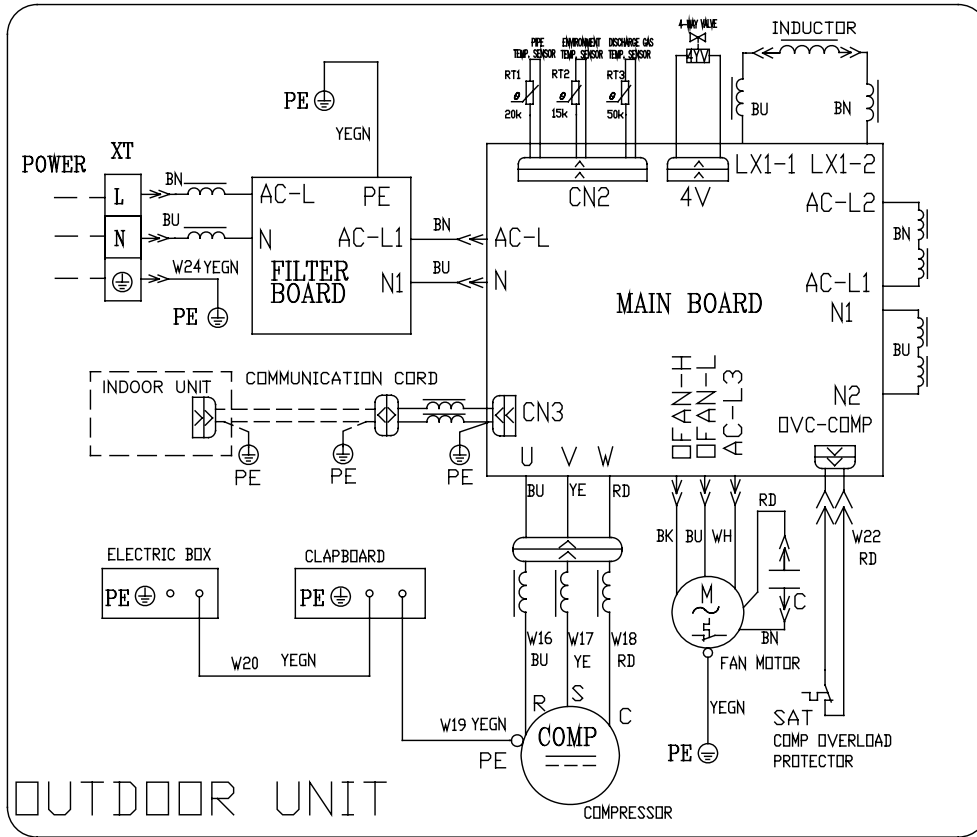 4-WAY VALVE
INDUCTOR
PIPE TEMP. SENSOR
ENVIRONMENT TEMP. SENSOR
DISCHARGE GAS TEMP. SENSOR
4YV
RT1
RT2
RT3
θ
θ
θ
20k
15k
50k
BU
BN
PE
YEGN
POWER
XT
L
N
BN
BU
W24 YEGN
PE
AC-L
PE
N
AC-L1
N1
FILTER
BOARD
BN
BU
CN2
4V
LX1-1
LX1-2
AC-L
N
AC-L2
AC-L1
N1
N2
BN
BU
MAIN BOARD
OFAN-H
OFAN-L
AC-L3
OVC-COMP
CN3
U
V
W
INDOOR UNIT
COMMUNICATION CORD
PE
PE
PE
BU
YE
RD
BK
BU
WH
RD
W22
RD
ELECTRIC BOX
CLAPBOARD
PE
PE
W20
YEGN
W16
BU
W17
YE
W18
RD
M
C
BN
FAN MOTOR
YEGN
PE
W19 YEGN
PE
R
S
C
COMP
COMPRESSOR
SAT
COMP OVERLOAD
PROTECTOR
OUTDOOR UNIT